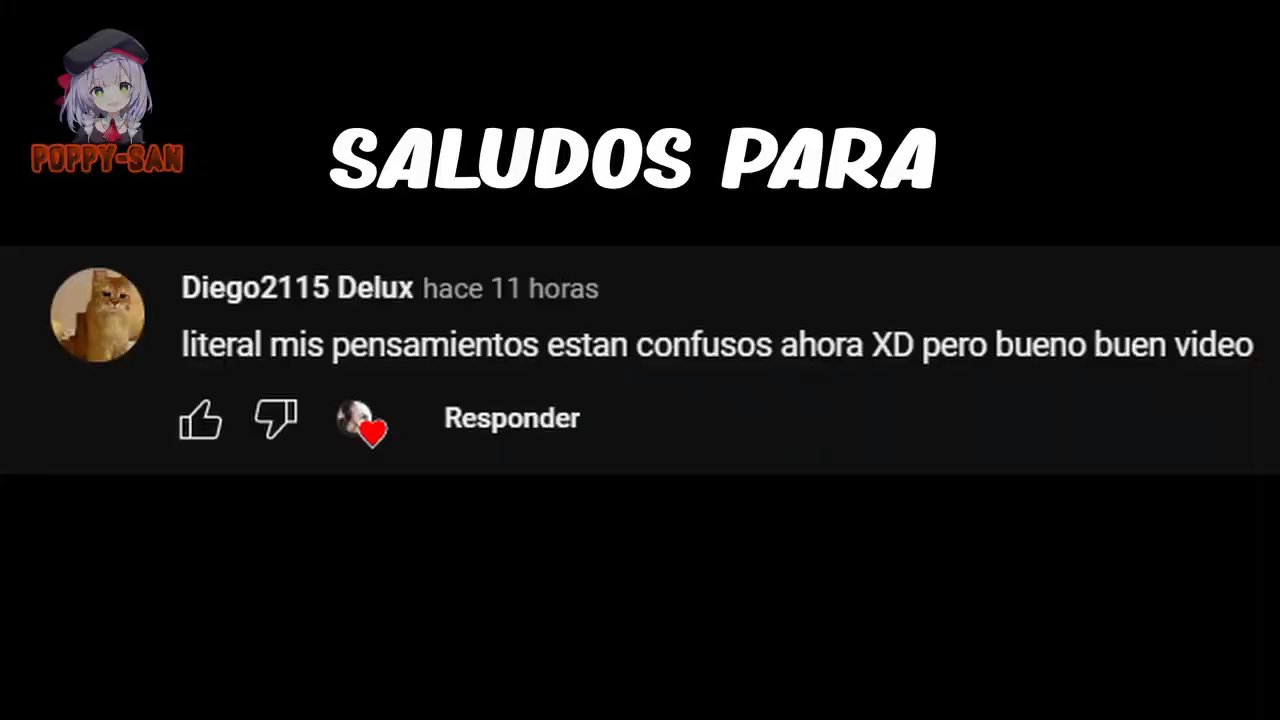 POPPY-SAN
SALUDOS PARA
Diego2115 Delux hace 11 horas
literal mis pensamientos estan confusos ahora XD pero bueno buen video
Responder